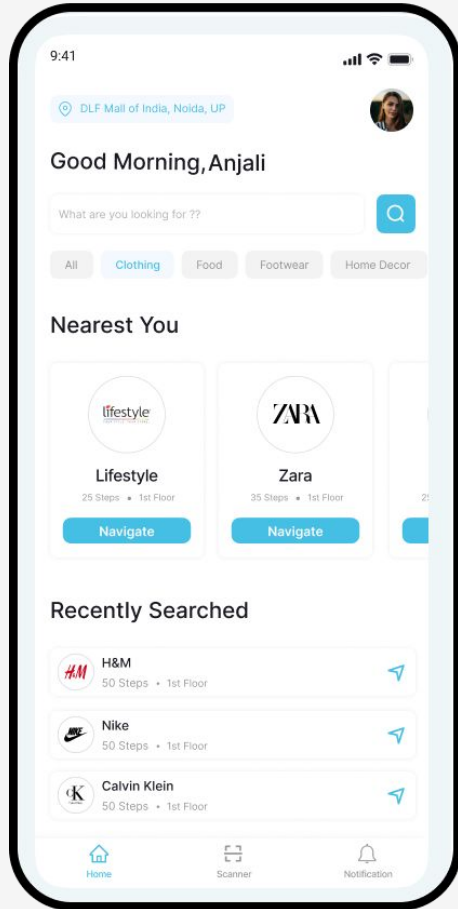 9:41
DLF Mall of India, Noida, UP
Good Morning,Anjali
What are you looking for ??
All Clothing Food Footwear Home Decor
Nearest You
lifestyle ZARA
Lifestyle Zara
25 Steps • 1st Floor 35 Steps • 1st Floor 25
Navigate Navigate
Recently Searched
H&M
H&M
50 Steps • 1st Floor
NIKE
Nike
50 Steps • 1st Floor
cK
Calvin Klein
50 Steps • 1st Floor
Home Scanner Notification